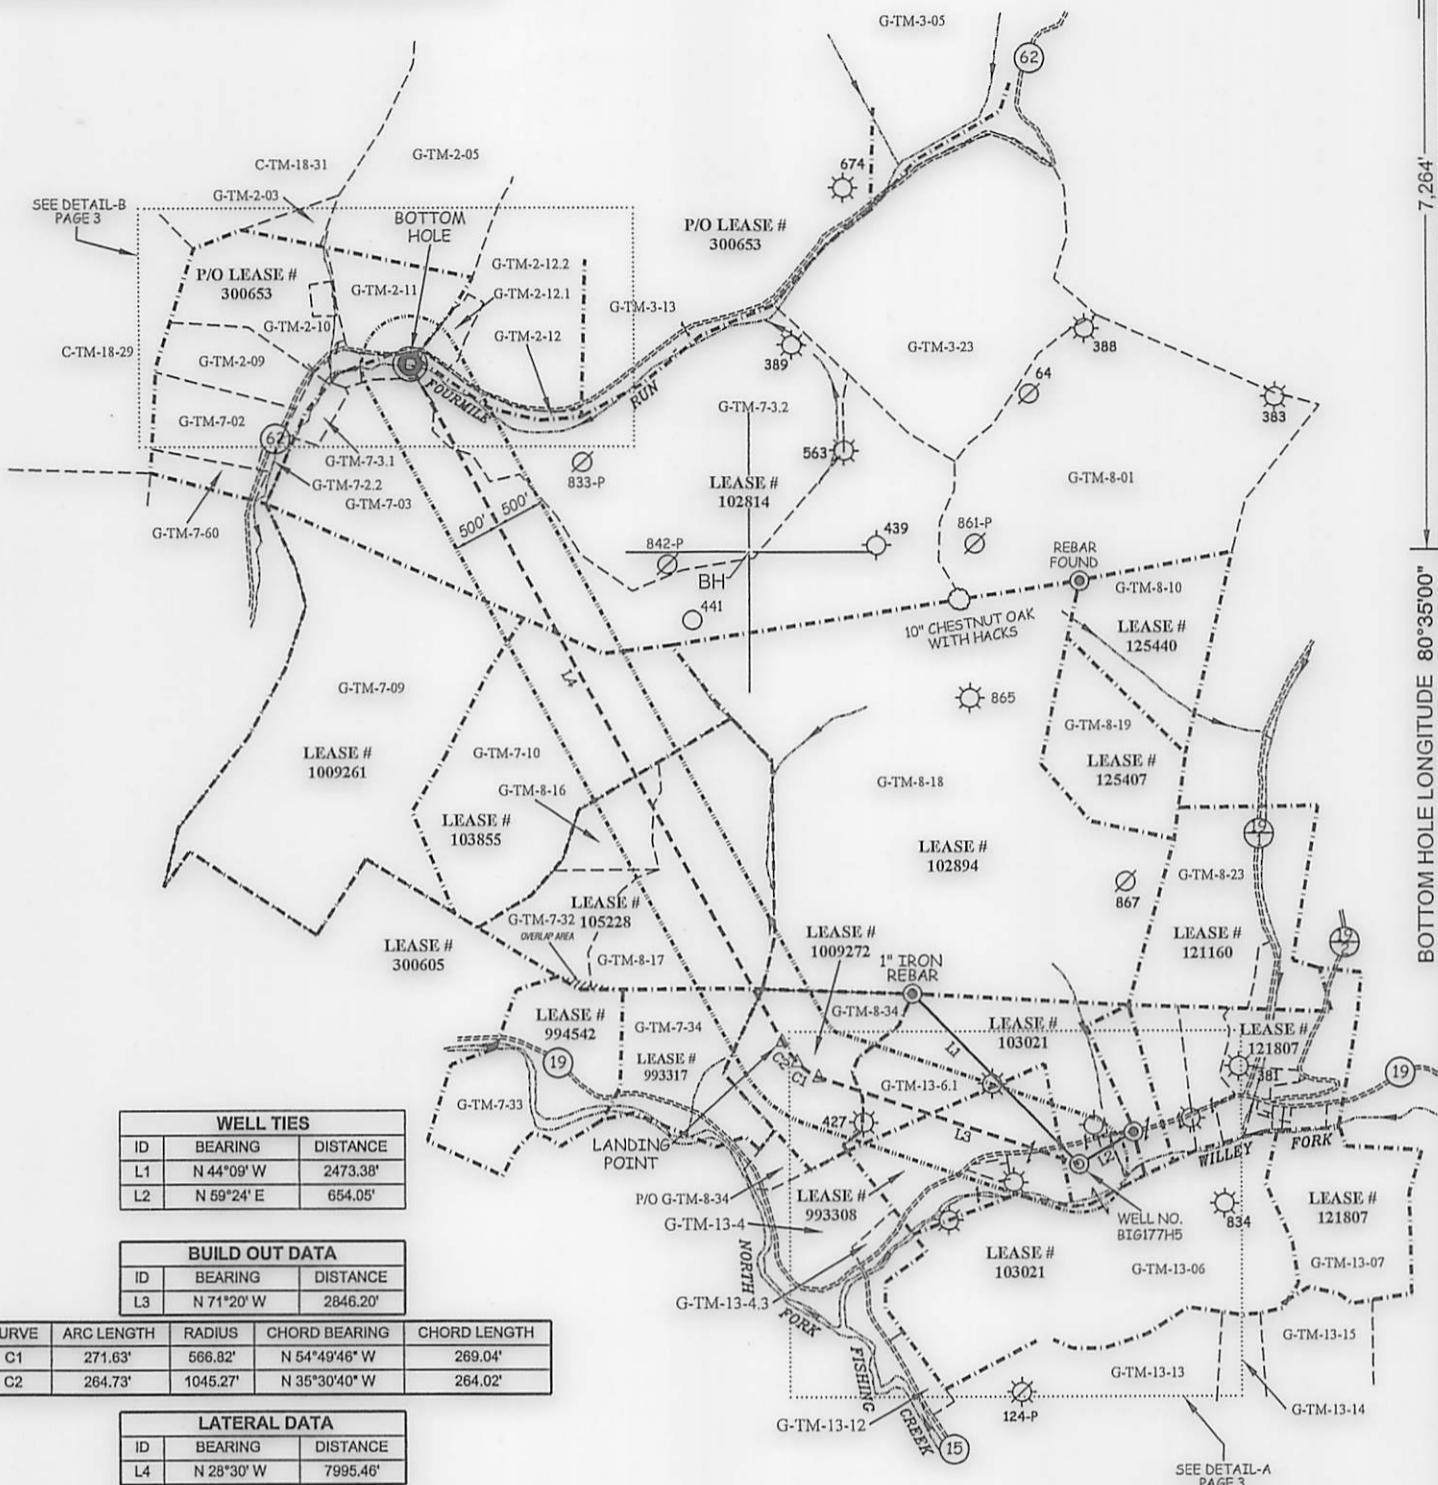 G-TM-3-05
62
C-TM-18-31
G-TM-2-05
G-TM-2-03
674
SEE DETAIL-B
PAGE 3
BOTTOM
HOLE
P/O LEASE #
300653
7,264'
P/O LEASE #
300653
G-TM-2-12.2
G-TM-2-11
G-TM-2-12.1
G-TM-3-13
G-TM-2-10
G-TM-2-12
C-TM-18-29
G-TM-2-09
389
G-TM-3-23
388
64
383
FOURMILE
RUN
G-TM-7-02
G-TM-7-3.2
62
G-TM-7-3.1
563
833-P
G-TM-7-2.2
G-TM-7-03
LEASE #
102814
G-TM-8-01
G-TM-7-60
500'
500'
842-P
439
861-P
BH
REBAR
FOUND
G-TM-8-10
441
10" CHESTNUT OAK
WITH HACKS
LEASE #
125440
BOTTOM HOLE LONGITUDE 80°35'00"
L4
G-TM-7-09
865
G-TM-8-19
LEASE #
1009261
G-TM-7-10
LEASE #
125407
G-TM-8-16
G-TM-8-18
LEASE #
103855
LEASE #
102894
19
7
867
G-TM-8-23
LEASE #
105228
G-TM-7-32
OVERLAP AREA
LEASE #
300605
G-TM-8-17
LEASE #
1009272
1" IRON
REBAR
LEASE #
121160
19
2
LEASE #
994542
G-TM-7-34
G-TM-8-34
LEASE #
103021
LEASE #
121807
19
LEASE #
993317
C2
C1
L1
381
19
G-TM-7-33
G-TM-13-6.1
427
L3
LANDING
POINT
L2
WILLEY
FORK
P/O G-TM-8-34
LEASE #
993308
G-TM-13-4
WELL NO.
BIG177H5
834
LEASE #
121807
LEASE #
103021
G-TM-13-06
G-TM-13-07
G-TM-13-4.3
NORTH
FORK
FISHING
CREEK
G-TM-13-15
G-TM-13-13
G-TM-13-12
124-P
G-TM-13-14
15
SEE DETAIL-A
PAGE 3
WELL TIES
ID BEARING DISTANCE
L1 N 44°09' W 2473.38'
L2 N 59°24' E 654.05'
BUILD OUT DATA
ID BEARING DISTANCE
L3 N 71°20' W 2846.20'
URVE ARC LENGTH RADIUS CHORD BEARING CHORD LENGTH
C1 271.63' 566.82' N 54°49'46" W 269.04'
C2 264.73' 1045.27' N 35°30'40" W 264.02'
LATERAL DATA
ID BEARING DISTANCE
L4 N 28°30' W 7995.46'